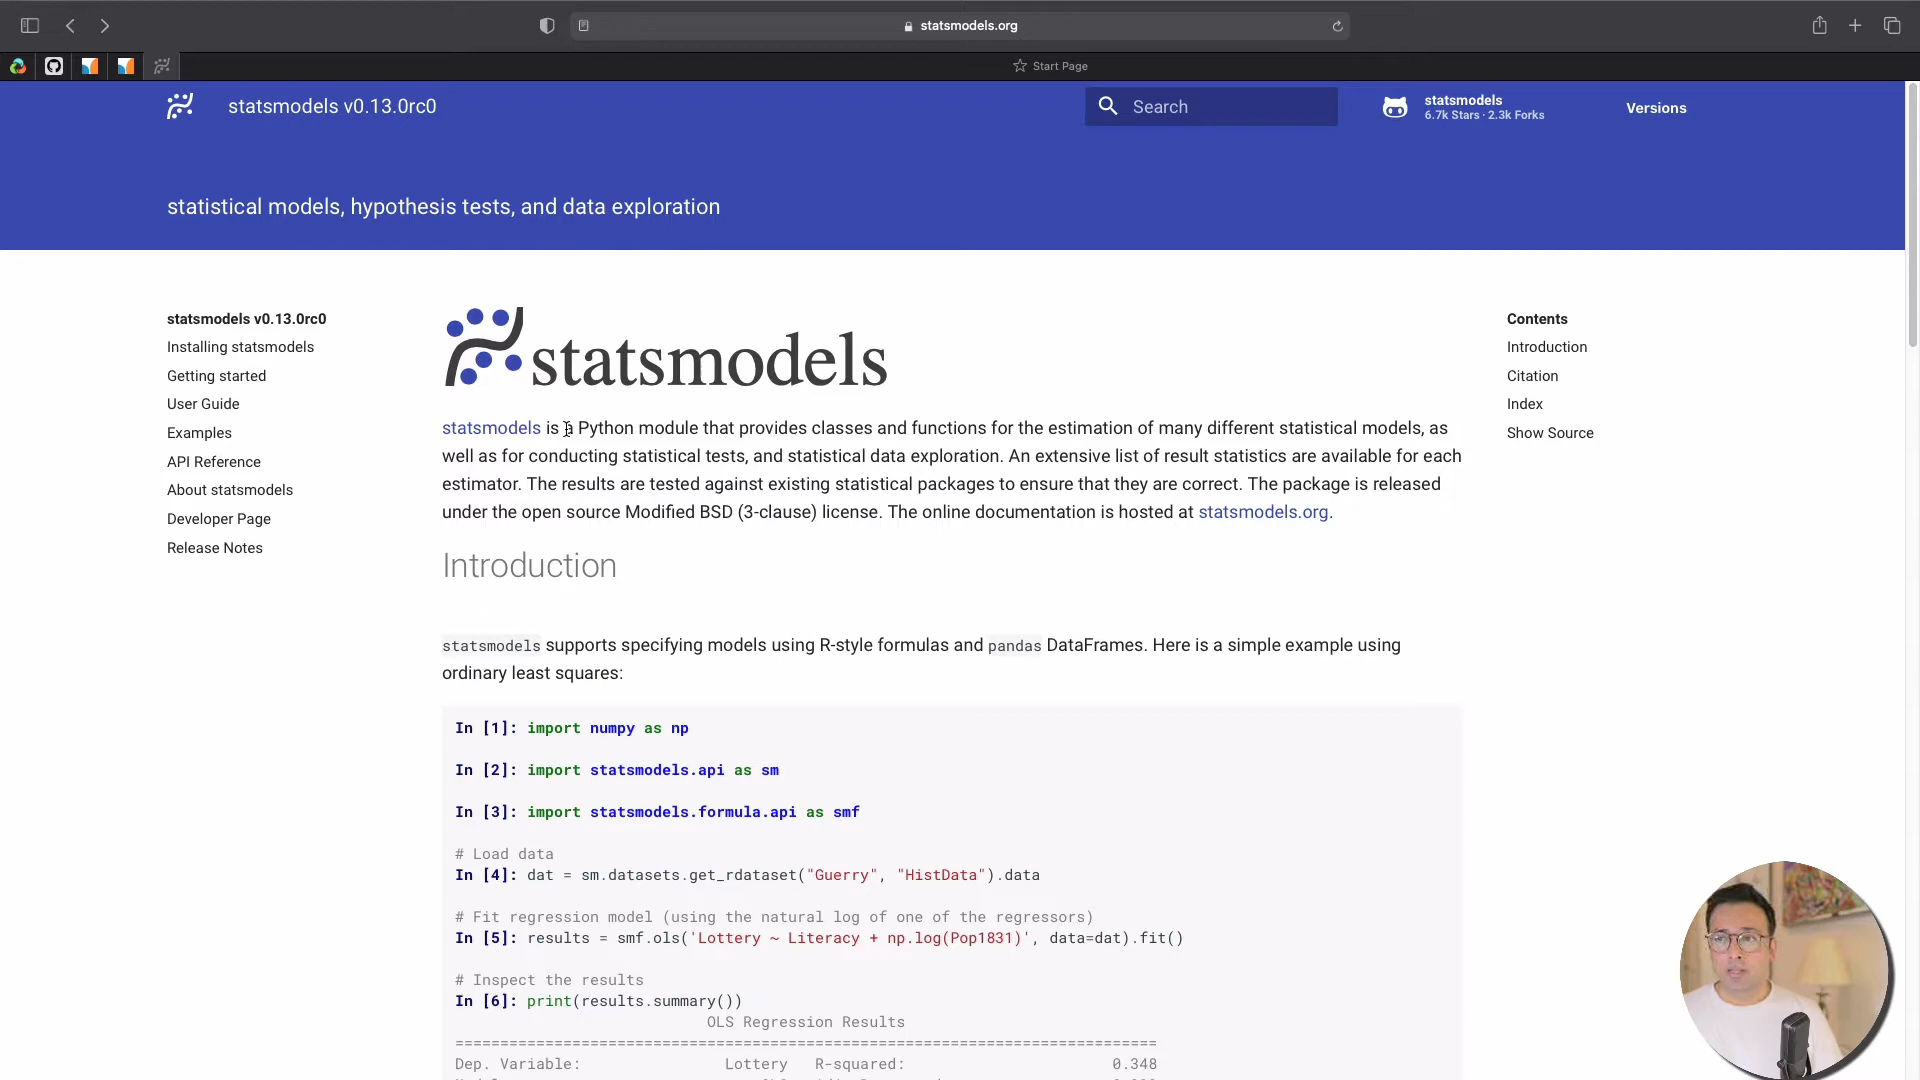 statsmodels.org
Start Page
statsmodels v0.13.0rc0
Search
statsmodels
6.7k Stars · 2.3k Forks
Versions
statistical models, hypothesis tests, and data exploration
statsmodels v0.13.0rc0
Installing statsmodels
Getting started
User Guide
Examples
API Reference
About statsmodels
Developer Page
Release Notes
statsmodels
statsmodels is a Python module that provides classes and functions for the estimation of many different statistical models, as
well as for conducting statistical tests, and statistical data exploration. An extensive list of result statistics are available for each
estimator. The results are tested against existing statistical packages to ensure that they are correct. The package is released
under the open source Modified BSD (3-clause) license. The online documentation is hosted at statsmodels.org.
Introduction
statsmodels supports specifying models using R-style formulas and pandas DataFrames. Here is a simple example using
ordinary least squares:
In [1]: import numpy as np
In [2]: import statsmodels.api as sm
In [3]: import statsmodels.formula.api as smf
# Load data
In [4]: dat = sm.datasets.get_rdataset("Guerry", "HistData").data
# Fit regression model (using the natural log of one of the regressors)
In [5]: results = smf.ols('Lottery ~ Literacy + np.log(Pop1831)', data=dat).fit()
# Inspect the results
In [6]: print(results.summary())
OLS Regression Results
==============================================================================
Dep. Variable: Lottery R-squared: 0.348
Contents
Introduction
Citation
Index
Show Source